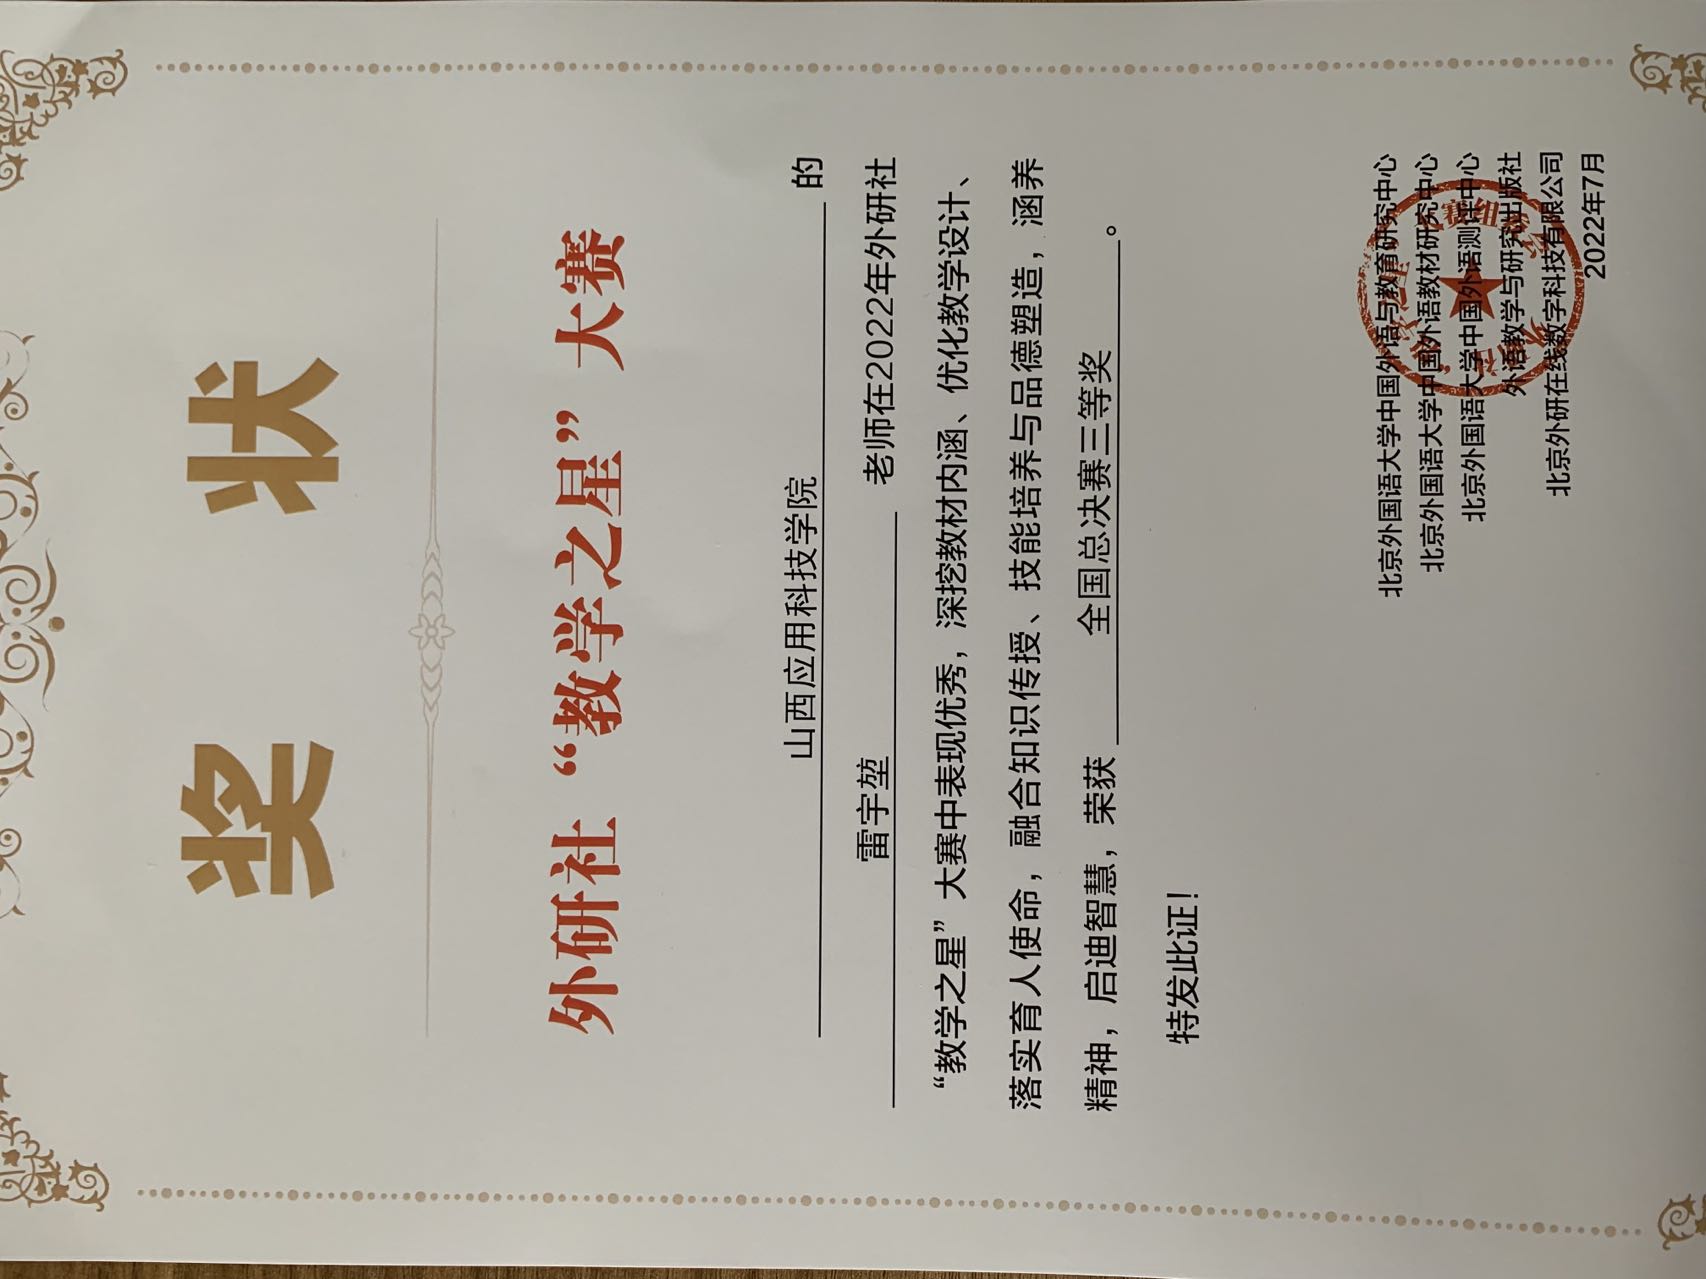 奖 状
外研社“教学之星”大赛
山西应用科技学院 的
雷宇堃 老师在2022年外研社
“教学之星”大赛中表现优秀，深挖教材内涵、优化教学设计、
落实育人使命，融合知识传授、技能培养与品德塑造，涵养
精神，启迪智慧，荣获 全国总决赛三等奖 。
特发此证！
北京外国语大学中国外语与教育研究中心
北京外国语大学中国外语教材研究中心
北京外国语大学中国外语测评中心
外语教学与研究出版社
北京外研在线数字科技有限公司
2022年7月